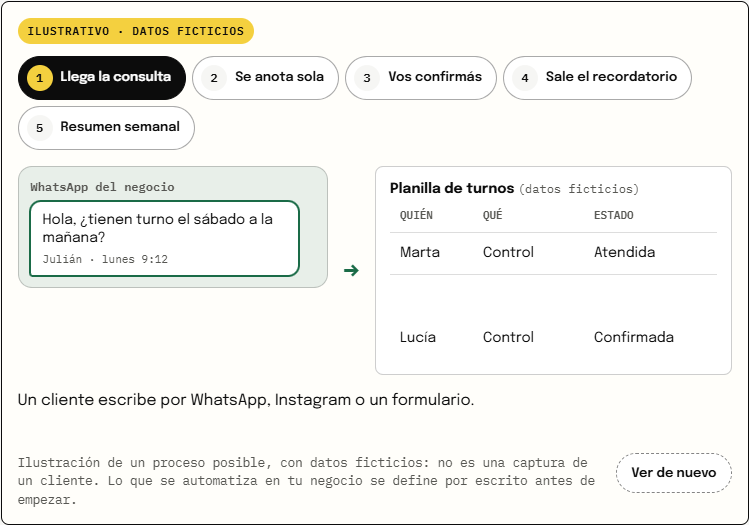 ILUSTRATIVO · DATOS FICTICIOS
1 Llega la consulta
2 Se anota sola
3 Vos confirmás
4 Sale el recordatorio
5 Resumen semanal
WhatsApp del negocio
Hola, ¿tienen turno el sábado a la
mañana?
Julián · lunes 9:12
→
Planilla de turnos (datos ficticios)
QUIÉN QUÉ ESTADO
Marta Control Atendida
Lucía Control Confirmada
Un cliente escribe por WhatsApp, Instagram o un formulario.
Ilustración de un proceso posible, con datos ficticios: no es una captura de
un cliente. Lo que se automatiza en tu negocio se define por escrito antes de
empezar.
Ver de nuevo